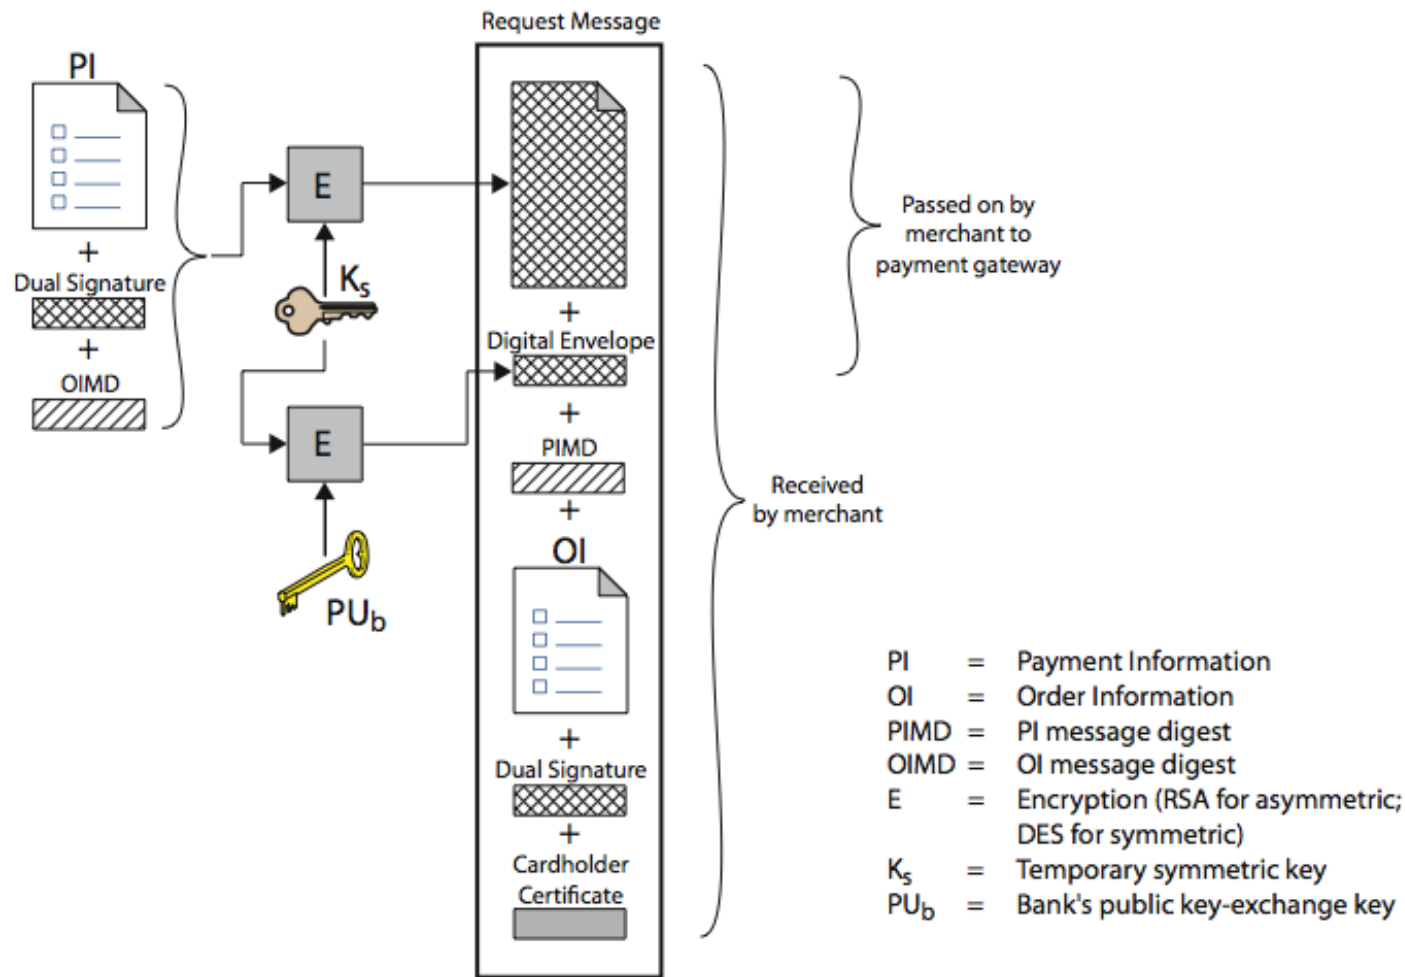 Request Message
PI
+
Dual Signature
+
OIMD
E
Ks
E
PUb
+
Digital Envelope
+
PIMD
+
OI
+
Dual Signature
+
Cardholder
Certificate
Passed on by
merchant to
payment gateway
Received
by merchant
PI = Payment Information
OI = Order Information
PIMD = PI message digest
OIMD = OI message digest
E = Encryption (RSA for asymmetric;
DES for symmetric)
Ks = Temporary symmetric key
PUb = Bank's public key-exchange key